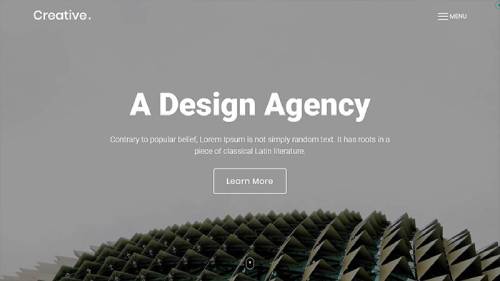 Creative.
MENU
A Design Agency
Contrary to popular belief, Lorem Ipsum is not simply random text. It has roots in a
piece of classical Latin literature.
Learn More